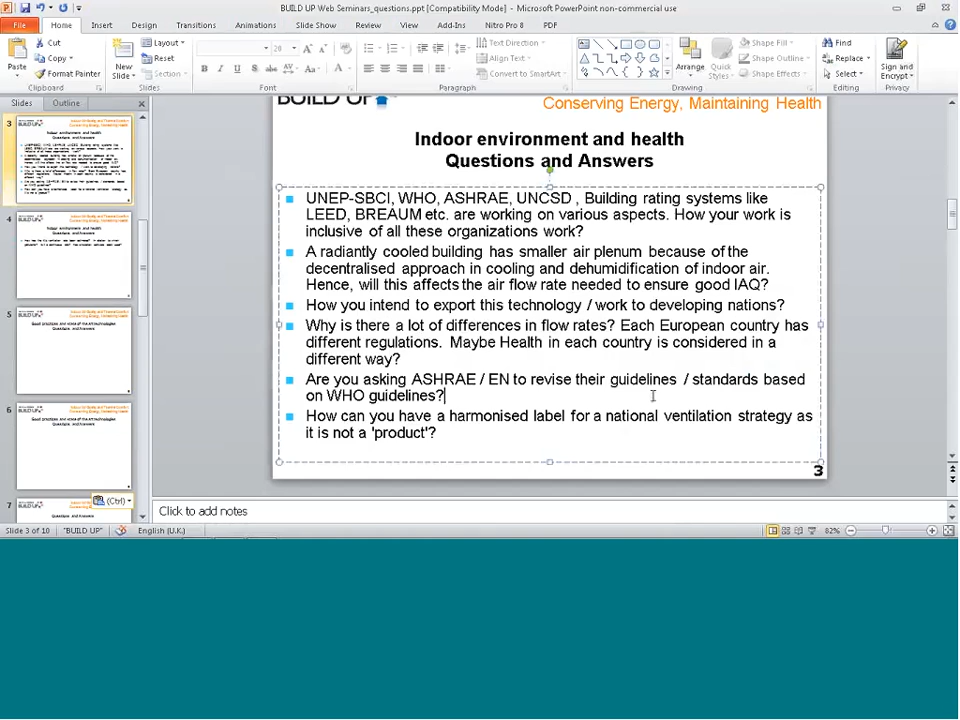 BUILD UP Web Seminars_questions.ppt [Compatibility Mode] - Microsoft PowerPoint non-commercial use
File Home Insert Design Transitions Animations Slide Show Review View Add-Ins Nitro Pro 8 PDF
Paste
Cut
Copy
Format Painter
Clipboard
New Slide
Layout
Reset
Section
Slides
28
Font
Text Direction
Align Text
Convert to SmartArt
Paragraph
Arrange
Quick Styles
Shape Fill
Shape Outline
Shape Effects
Drawing
Find
Replace
Select
Editing
Sign and Encrypt
Privacy
Slides Outline
3
4
5
6
7
(Ctrl)
BUILD UP
Conserving Energy, Maintaining Health
Indoor environment and health
Questions and Answers
UNEP-SBCI, WHO, ASHRAE, UNCSD , Building rating systems like
LEED, BREAUM etc. are working on various aspects. How your work is
inclusive of all these organizations work?
A radiantly cooled building has smaller air plenum because of the
decentralised approach in cooling and dehumidification of indoor air.
Hence, will this affects the air flow rate needed to ensure good IAQ?
How you intend to export this technology / work to developing nations?
Why is there a lot of differences in flow rates? Each European country has
different regulations. Maybe Health in each country is considered in a
different way?
Are you asking ASHRAE / EN to revise their guidelines / standards based
on WHO guidelines?
How can you have a harmonised label for a national ventilation strategy as
it is not a 'product'?
3
Click to add notes
Slide 3 of 10 "BUILD UP" English (U.K.) 82%